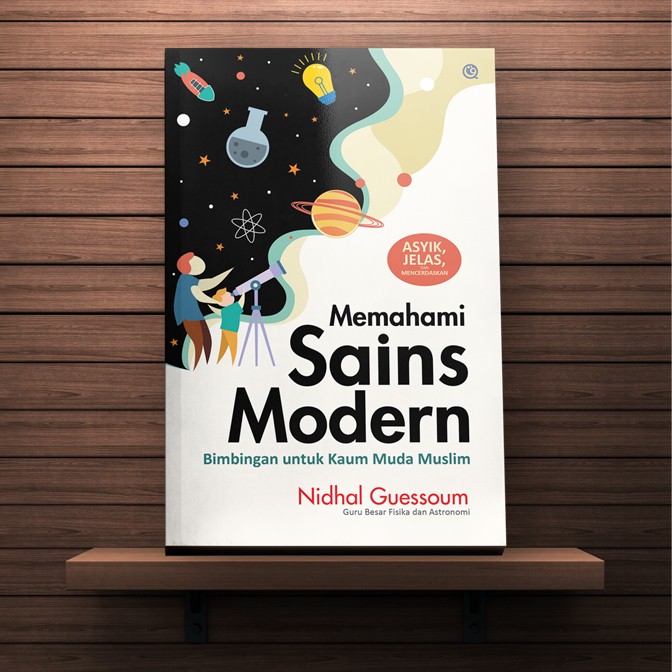 ASYIK,
JELAS,
DAN
MENCERDASKAN
Memahami
Sains
Modern
Bimbingan untuk Kaum Muda Muslim
Nidhal Guessoum
Guru Besar Fisika dan Astronomi